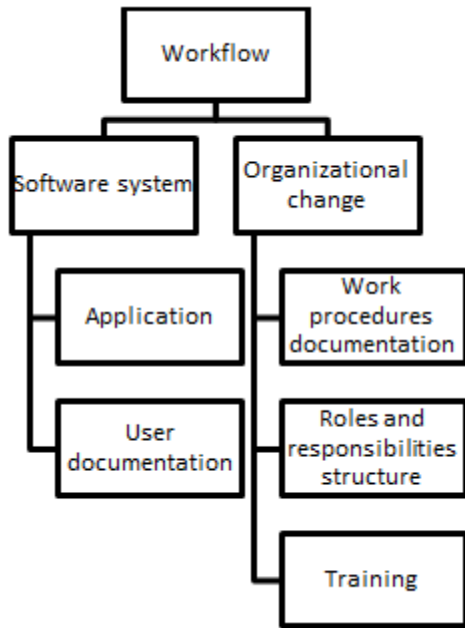 Workflow
Software system
Organizational
change
Application
Work
procedures
documentation
User
documentation
Roles and
responsibilities
structure
Training